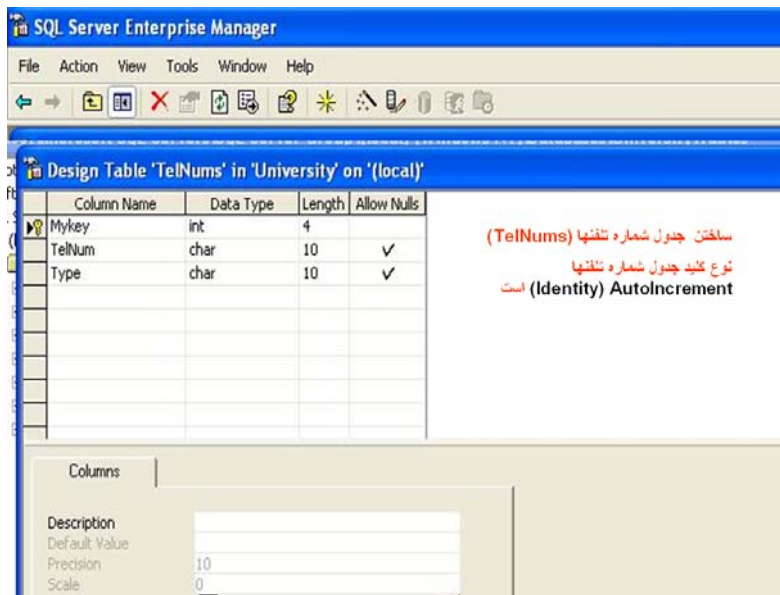 SQL Server Enterprise Manager
File Action View Tools Window Help
Design Table 'TelNums' in 'University' on '(local)'
Column Name Data Type Length Allow Nulls
Mykey int 4
TelNum char 10
Type char 10
ساختن جدول شماره تلفنها (TelNums)
نوع کلید جدول شماره تلفنها
(Identity) AutoIncrement است
Columns
Description
Default Value
Precision 10
Scale 0